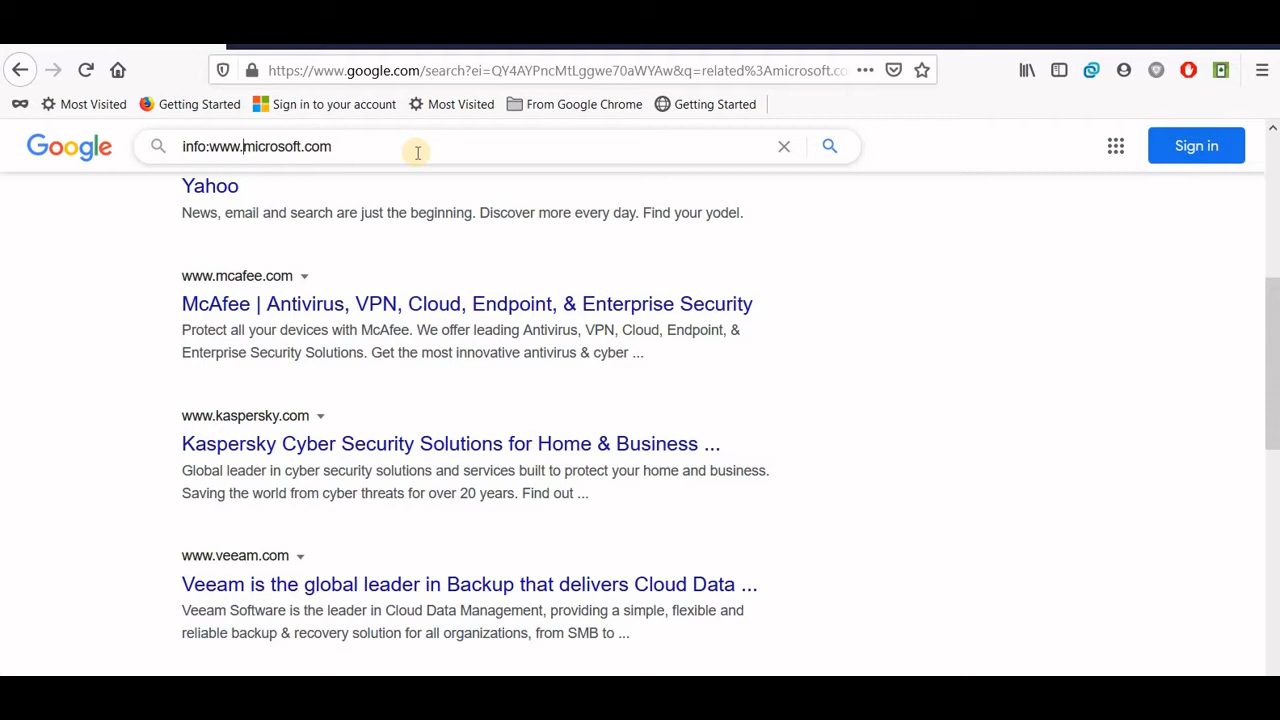 https://www.google.com/search?ei=QY4AYPncMtLggwe70aWYAw&q=related%3Amicrosoft.co
Most Visited Getting Started Sign in to your account Most Visited From Google Chrome Getting Started
Google info:www.microsoft.com Sign in
Yahoo
News, email and search are just the beginning. Discover more every day. Find your yodel.
www.mcafee.com
McAfee | Antivirus, VPN, Cloud, Endpoint, & Enterprise Security
Protect all your devices with McAfee. We offer leading Antivirus, VPN, Cloud, Endpoint, &
Enterprise Security Solutions. Get the most innovative antivirus & cyber ...
www.kaspersky.com
Kaspersky Cyber Security Solutions for Home & Business ...
Global leader in cyber security solutions and services built to protect your home and business.
Saving the world from cyber threats for over 20 years. Find out ...
www.veeam.com
Veeam is the global leader in Backup that delivers Cloud Data ...
Veeam Software is the leader in Cloud Data Management, providing a simple, flexible and
reliable backup & recovery solution for all organizations, from SMB to ...